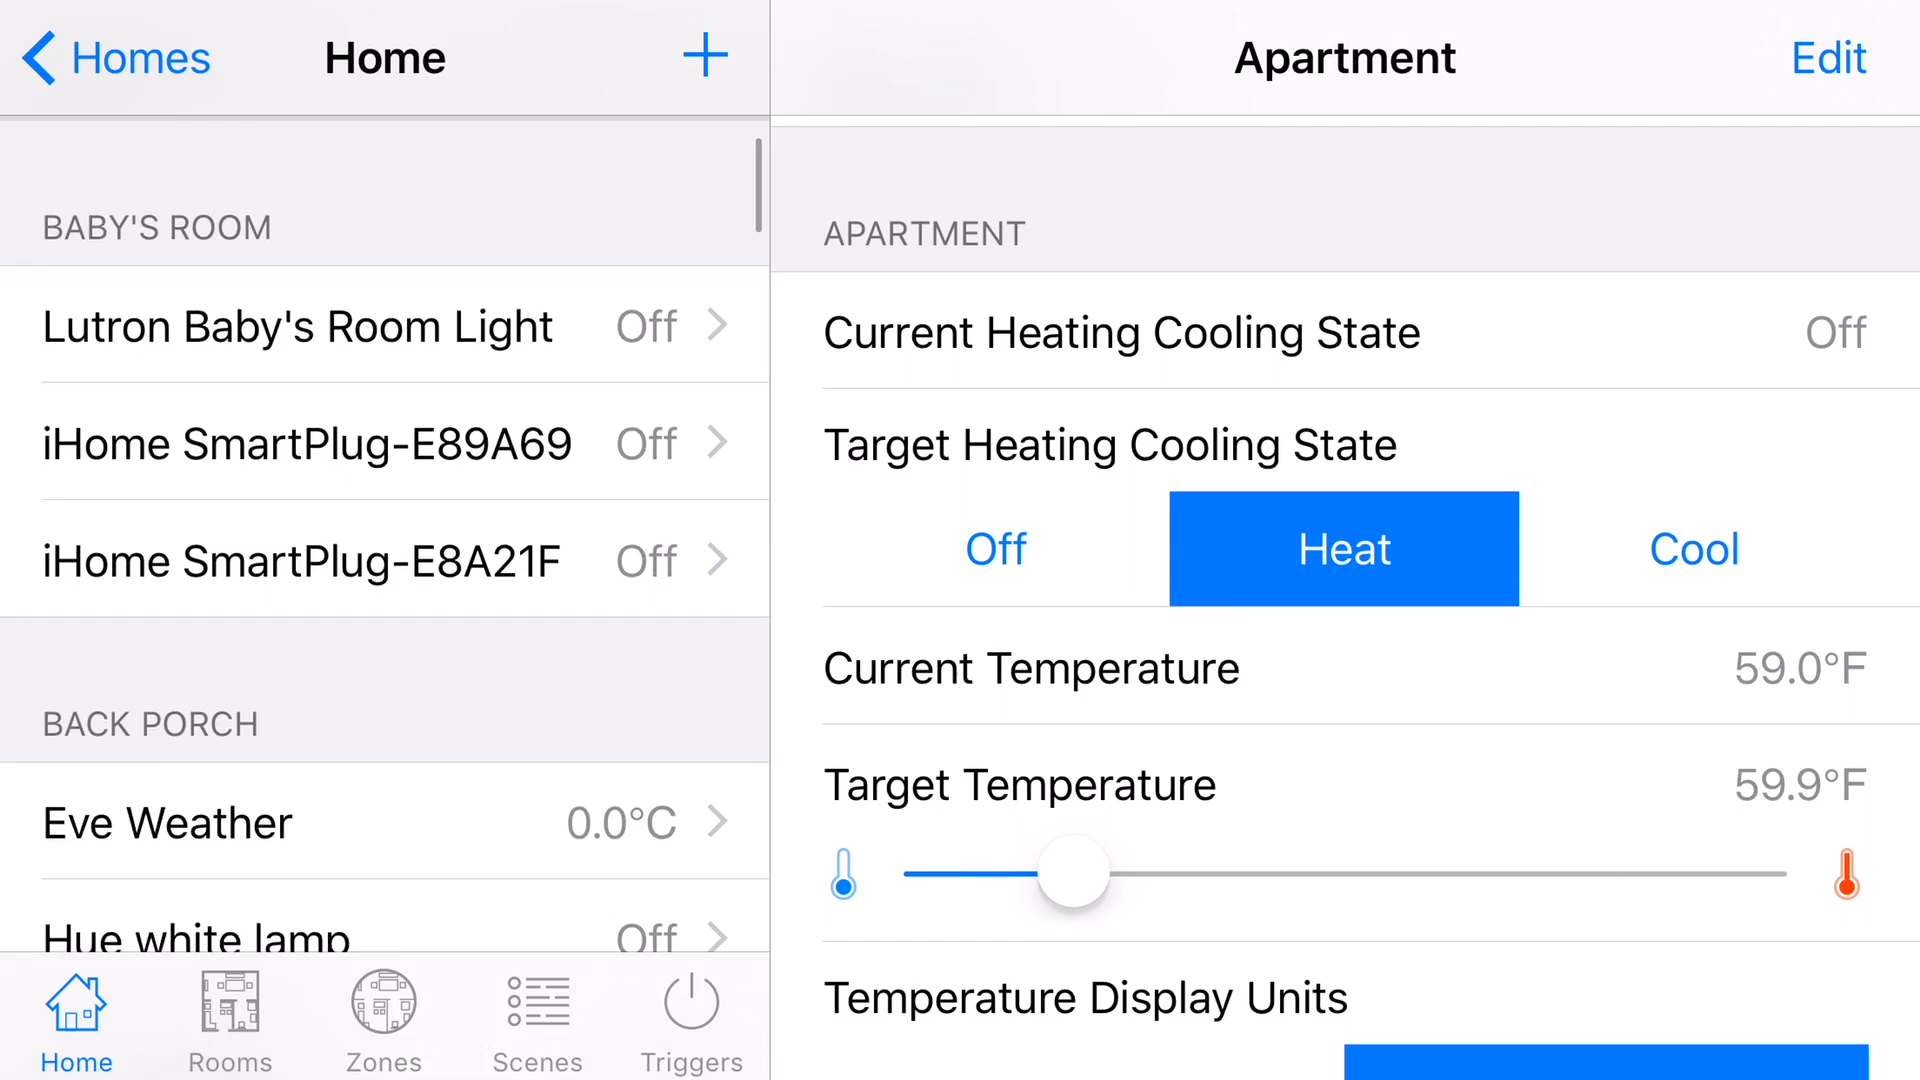 Homes
Home
BABY'S ROOM
Lutron Baby's Room Light Off
iHome SmartPlug-E89A69 Off
iHome SmartPlug-E8A21F Off
BACK PORCH
Eve Weather 0.0°C
Hue white lamp Off
Home Rooms Zones Scenes Triggers
Apartment Edit
APARTMENT
Current Heating Cooling State Off
Target Heating Cooling State
Off Heat Cool
Current Temperature 59.0°F
Target Temperature 59.9°F
Temperature Display Units